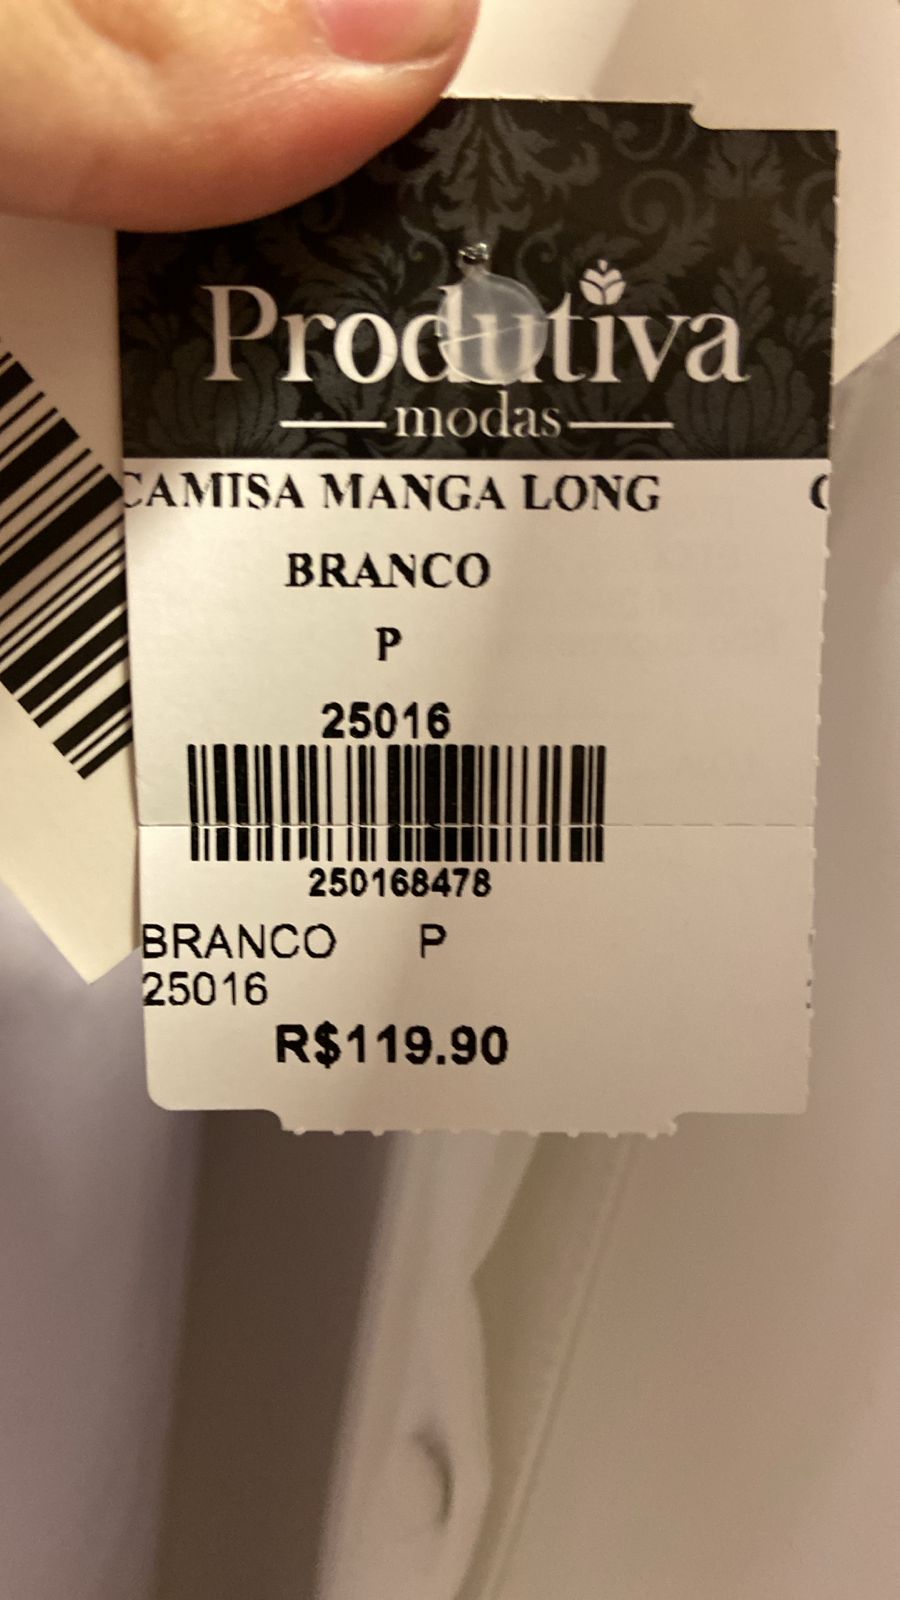 Produtiva
modas
CAMISA MANGA LONG
BRANCO
P
25016
250168478
BRANCO P
25016
R$119.90